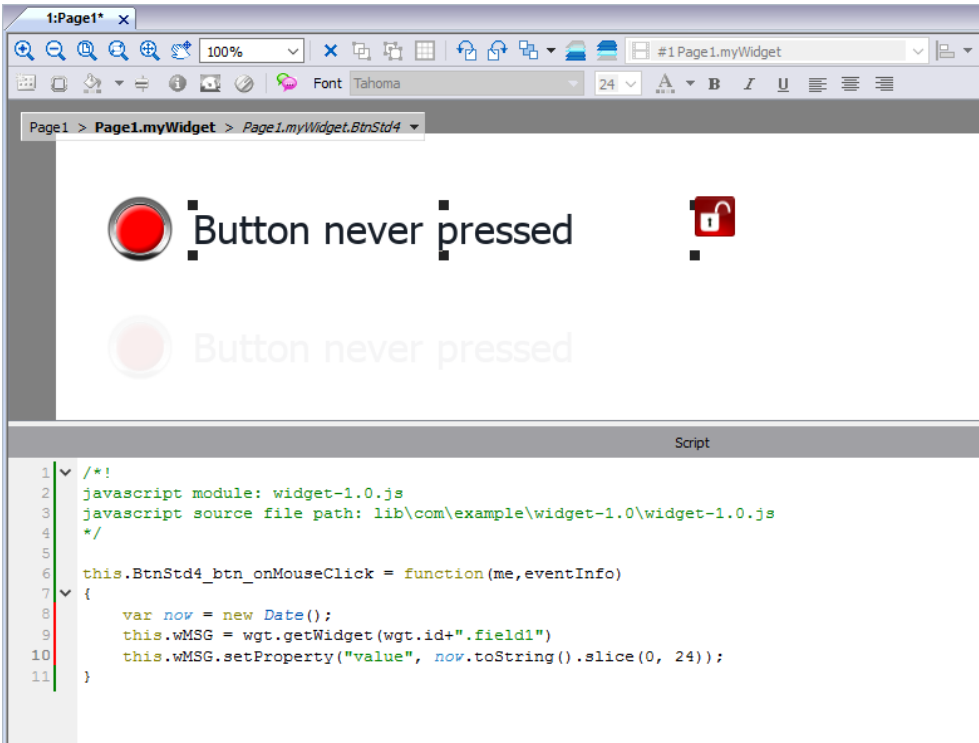 1:Page1* x
100% #1 Page1.myWidget
Font Tahoma 24 A B I U
Page1 > Page1.myWidget > Page1.myWidget.BtnStd4
Button never pressed
Button never pressed
Script
1 /*!
2 javascript module: widget-1.0.js
3 javascript source file path: lib\com\example\widget-1.0\widget-1.0.js
4 */
5
6 this.BtnStd4_btn_onMouseClick = function(me,eventInfo)
7 {
8 var now = new Date();
9 this.wMSG = wgt.getWidget(wgt.id+".field1")
10 this.wMSG.setProperty("value", now.toString().slice(0, 24));
11 }